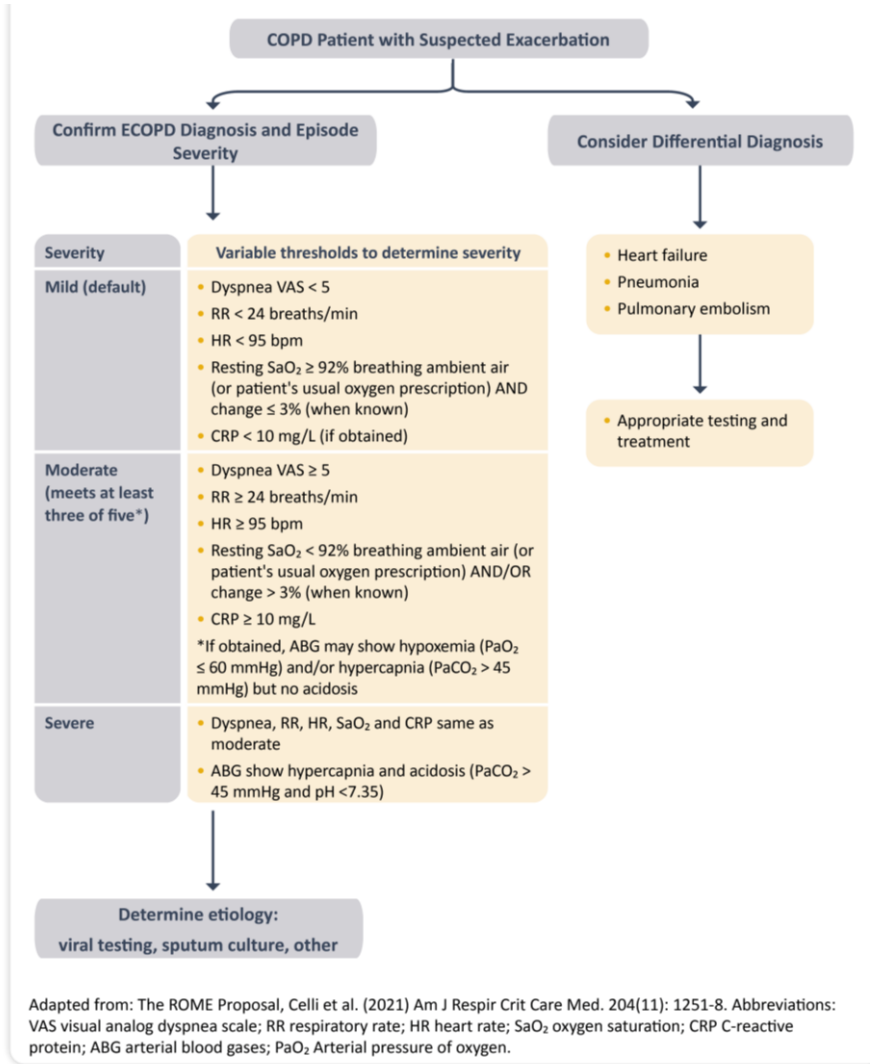 COPD Patient with Suspected Exacerbation
Confirm ECOPD Diagnosis and Episode
Severity
Consider Differential Diagnosis
Severity
Variable thresholds to determine severity
Mild (default)
• Dyspnea VAS < 5
• RR < 24 breaths/min
• HR < 95 bpm
• Resting SaO₂ ≥ 92% breathing ambient air
(or patient's usual oxygen prescription) AND
change ≤ 3% (when known)
• CRP < 10 mg/L (if obtained)
Moderate
(meets at least
three of five*)
• Dyspnea VAS ≥ 5
• RR ≥ 24 breaths/min
• HR ≥ 95 bpm
• Resting SaO₂ < 92% breathing ambient air (or
patient's usual oxygen prescription) AND/OR
change > 3% (when known)
• CRP ≥ 10 mg/L
*If obtained, ABG may show hypoxemia (PaO₂
≤ 60 mmHg) and/or hypercapnia (PaCO₂ > 45
mmHg) but no acidosis
Severe
• Dyspnea, RR, HR, SaO₂ and CRP same as
moderate
• ABG show hypercapnia and acidosis (PaCO₂ >
45 mmHg and pH <7.35)
• Heart failure
• Pneumonia
• Pulmonary embolism
• Appropriate testing and
treatment
Determine etiology:
viral testing, sputum culture, other
Adapted from: The ROME Proposal, Celli et al. (2021) Am J Respir Crit Care Med. 204(11): 1251-8. Abbreviations:
VAS visual analog dyspnea scale; RR respiratory rate; HR heart rate; SaO₂ oxygen saturation; CRP C-reactive
protein; ABG arterial blood gases; PaO₂ Arterial pressure of oxygen.